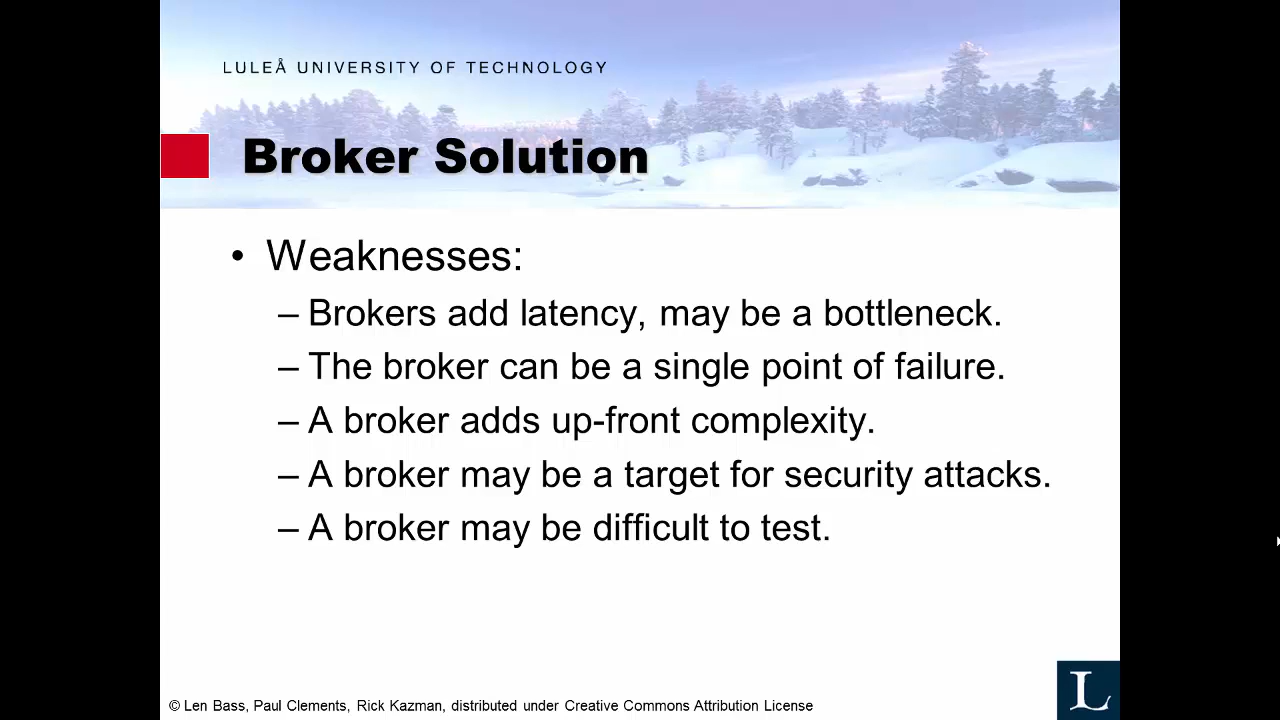 LULEÅ UNIVERSITY OF TECHNOLOGY
Broker Solution
• Weaknesses:
– Brokers add latency, may be a bottleneck.
– The broker can be a single point of failure.
– A broker adds up-front complexity.
– A broker may be a target for security attacks.
– A broker may be difficult to test.
© Len Bass, Paul Clements, Rick Kazman, distributed under Creative Commons Attribution License
L